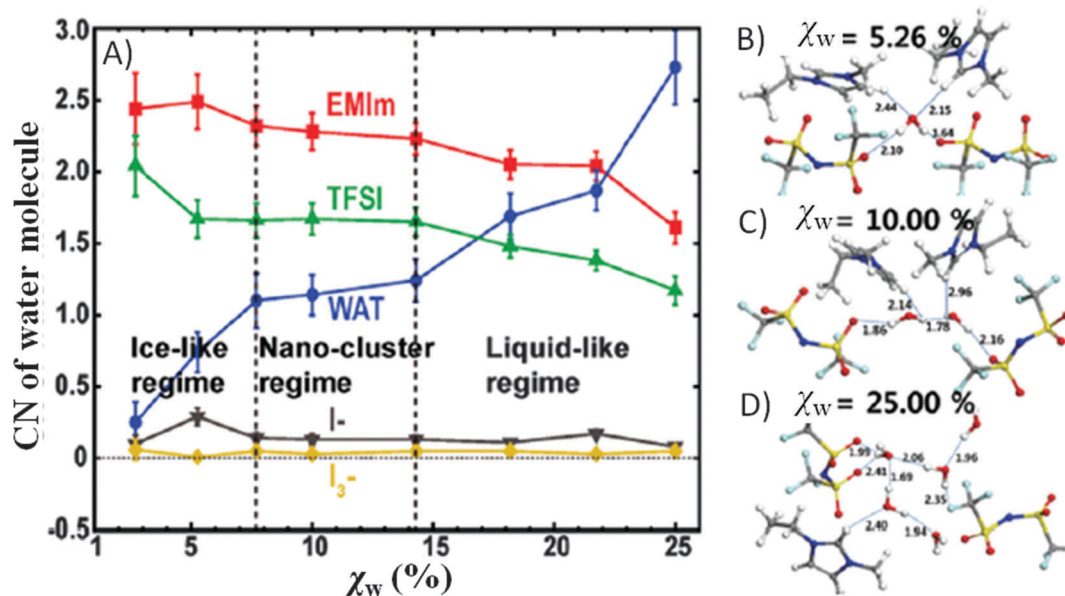 A)
CN of water molecule
3.0
2.5
2.0
1.5
1.0
0.5
0
-0.5
EMIm
TFSI
WAT
Ice-like regime
Nano-cluster regime
Liquid-like regime
I-
I3-
1
5
10
15
20
25
χw (%)
B) χw = 5.26 %
2.44
2.15
2.10
1.64
C) χw = 10.00 %
2.14
2.96
1.86
1.78
2.16
D) χw = 25.00 %
1.99
2.06
1.96
2.41
1.69
2.35
2.40
1.94